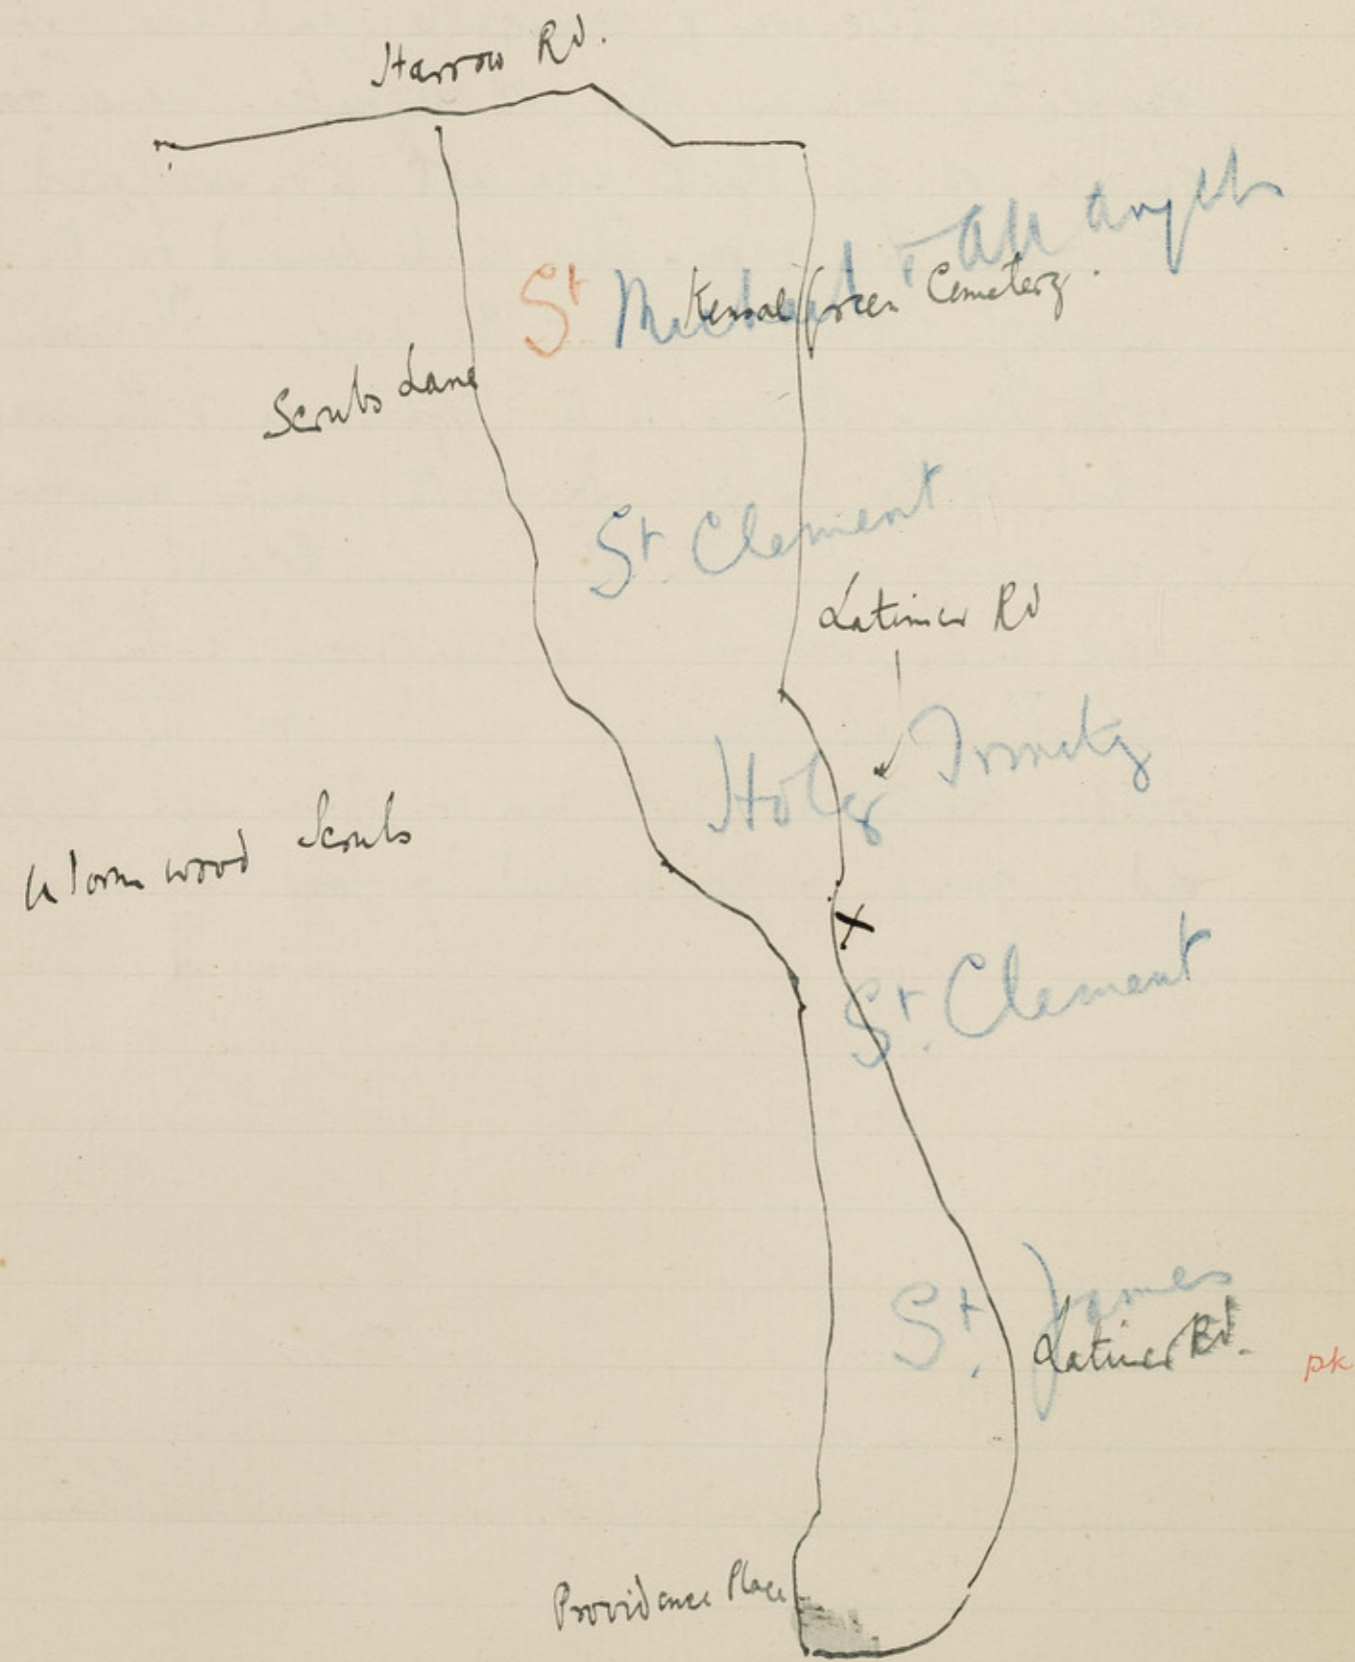 Harrow Rd.
St Michael & All Angels
Kensal Green Cemetery.
Scrubs Lane
St. Clement
Latimer Rd
Holy Trinity
Wormwood Scrubs
X
St. Clement
St. James
Latimer Rd.
pk
Providence Place